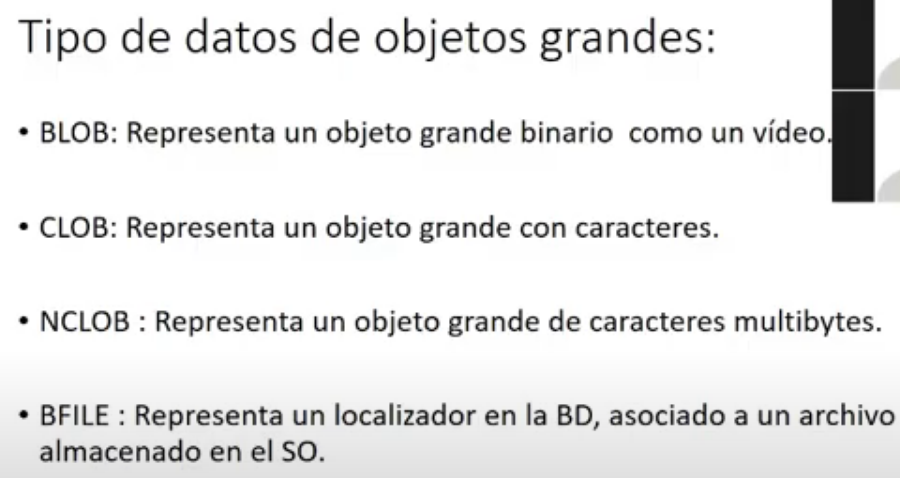 Tipo de datos de objetos grandes:
• BLOB: Representa un objeto grande binario  como un vídeo.
• CLOB: Representa un objeto grande con caracteres.
• NCLOB : Representa un objeto grande de caracteres multibytes.
• BFILE : Representa un localizador en la BD, asociado a un archivo
almacenado en el SO.